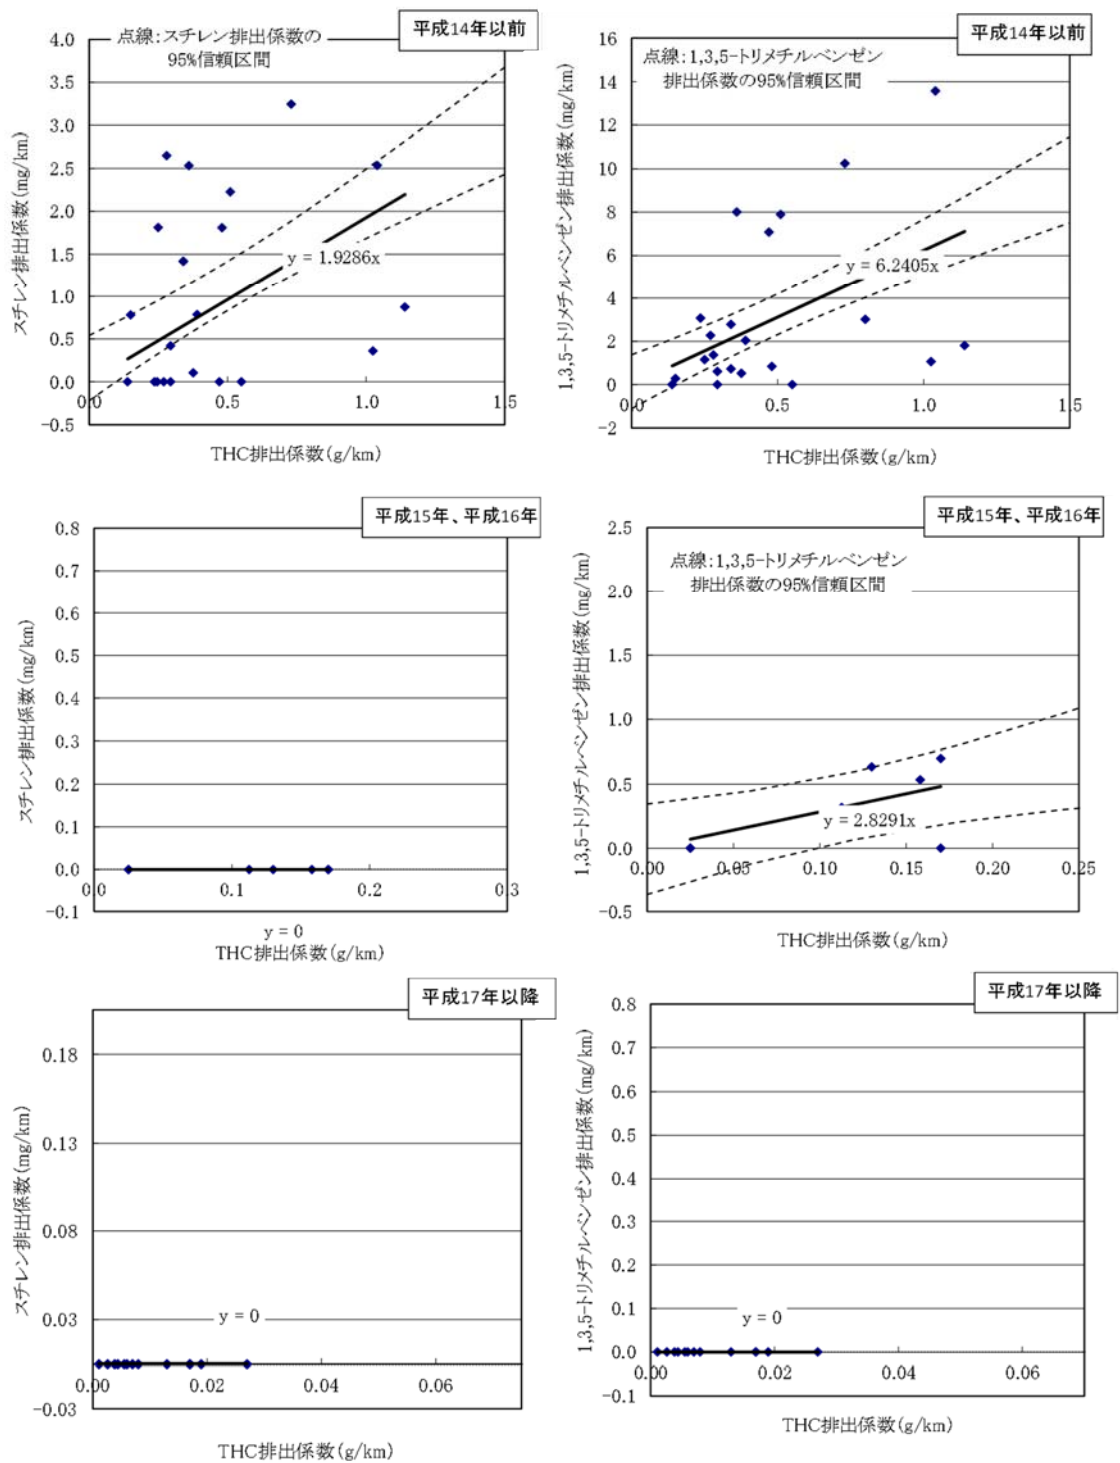 平成14年以前
点線:スチレン排出係数の
95%信頼区間
スチレン排出係数(mg/km)
4.0
3.5
3.0
2.5
2.0
1.5
1.0
0.5
0.0
-0.5
y = 1.9286x
0.0
0.5
1.0
1.5
THC排出係数(g/km)
平成14年以前
点線:1,3,5-トリメチルベンゼン
排出係数の95%信頼区間
1,3,5-トリメチルベンゼン排出係数(mg/km)
16
14
12
10
8
6
4
2
0
-2
y = 6.2405x
0.0
0.5
1.0
1.5
THC排出係数(g/km)
平成15年、平成16年
スチレン排出係数(mg/km)
0.8
0.7
0.6
0.5
0.4
0.3
0.2
0.1
0.0
-0.1
0.0
0.1
0.2
0.3
y = 0
THC排出係数(g/km)
平成15年、平成16年
点線:1,3,5-トリメチルベンゼン
排出係数の95%信頼区間
1,3,5-トリメチルベンゼン排出係数(mg/km)
2.5
2.0
1.5
1.0
0.5
0.0
-0.5
y = 2.8291x
0.00
0.05
0.10
0.15
0.20
0.25
THC排出係数(g/km)
平成17年以降
スチレン排出係数(mg/km)
0.18
0.13
0.08
0.03
-0.03
y = 0
0.00
0.02
0.04
0.06
THC排出係数(g/km)
平成17年以降
1,3,5-トリメチルベンゼン排出係数(mg/km)
0.8
0.7
0.6
0.5
0.4
0.3
0.2
0.1
0.0
-0.1
y = 0
0.00
0.02
0.04
0.06
THC排出係数(g/km)